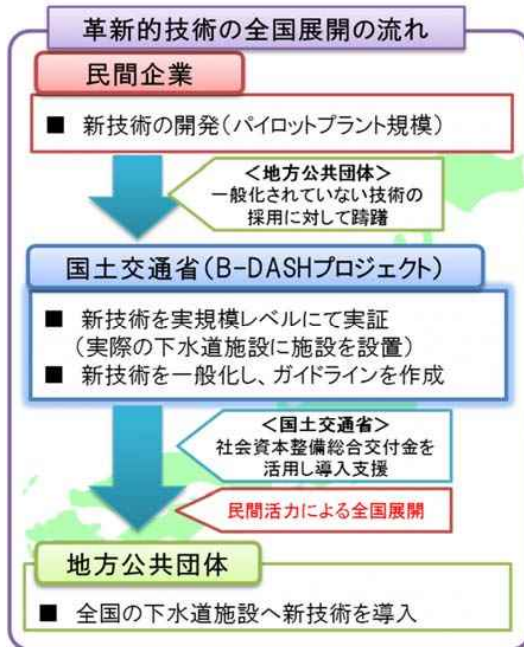 革新的技術の全国展開の流れ
民間企業
■ 新技術の開発(パイロットプラント規模)
<地方公共団体>
一般化されていない技術の
採用に対して躊躇
国土交通省(B-DASHプロジェクト)
■ 新技術を実規模レベルにて実証
(実際の下水道施設に施設を設置)
■ 新技術を一般化し、ガイドラインを作成
<国土交通省>
社会資本整備総合交付金を
活用し導入支援
民間活力による全国展開
地方公共団体
■ 全国の下水道施設へ新技術を導入